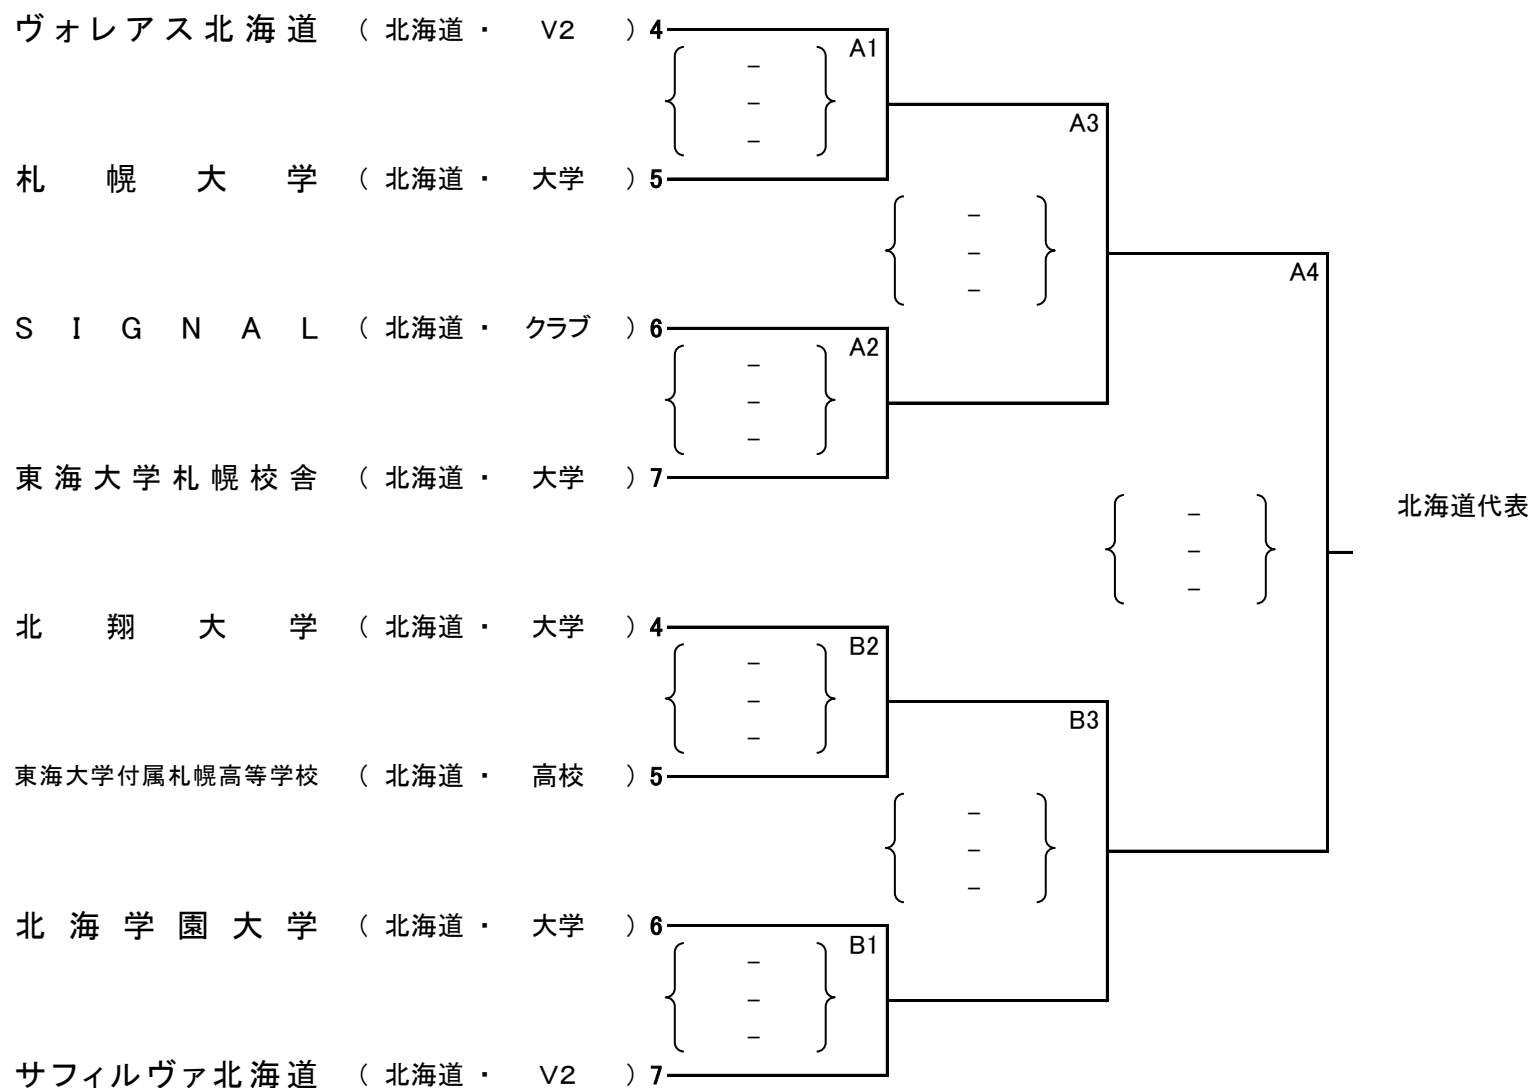 ヴォレアス北海道 ( 北海道 ・ V2 ) 4
A1
-
-
-
A3
札幌大学 ( 北海道 ・ 大学 ) 5
-
-
-
A4
SIGNAL ( 北海道 ・ クラブ ) 6
A2
-
-
-
東海大学札幌校舎 ( 北海道 ・ 大学 ) 7
北海道代表
-
-
-
北翔大学 ( 北海道 ・ 大学 ) 4
B2
-
-
-
B3
東海大学付属札幌高等学校 ( 北海道 ・ 高校 ) 5
-
-
-
北海学園大学 ( 北海道 ・ 大学 ) 6
B1
-
-
-
サフィルヴァ北海道 ( 北海道 ・ V2 ) 7